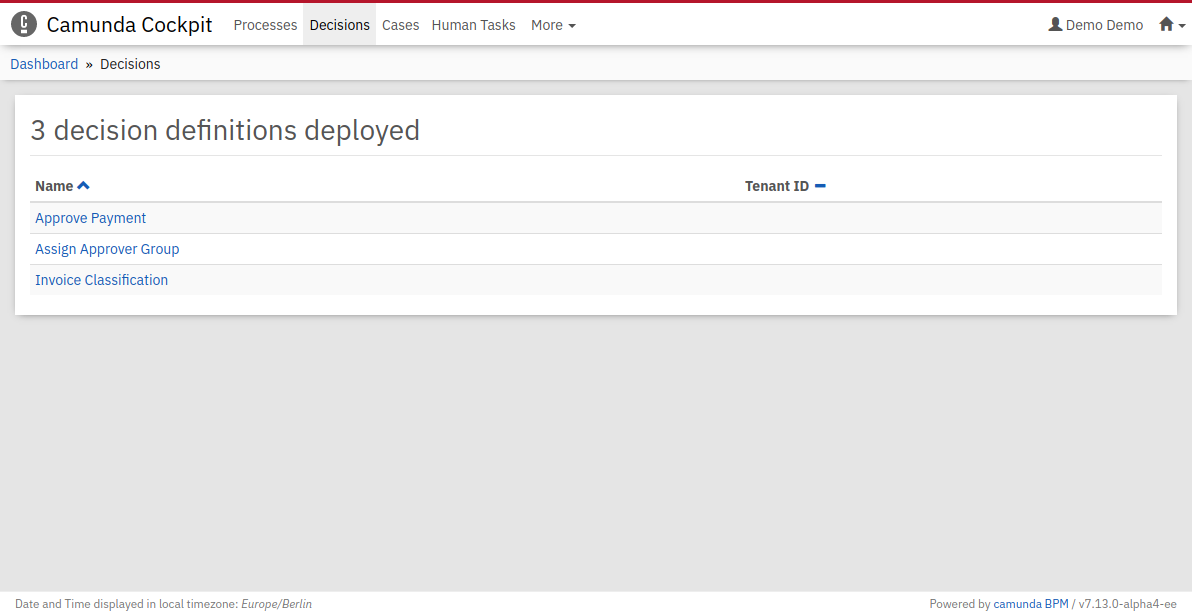 Camunda Cockpit Processes Decisions Cases Human Tasks More Demo Demo
Dashboard » Decisions
3 decision definitions deployed
Name Tenant ID
Approve Payment
Assign Approver Group
Invoice Classification
Date and Time displayed in local timezone: Europe/Berlin Powered by camunda BPM / v7.13.0-alpha4-ee